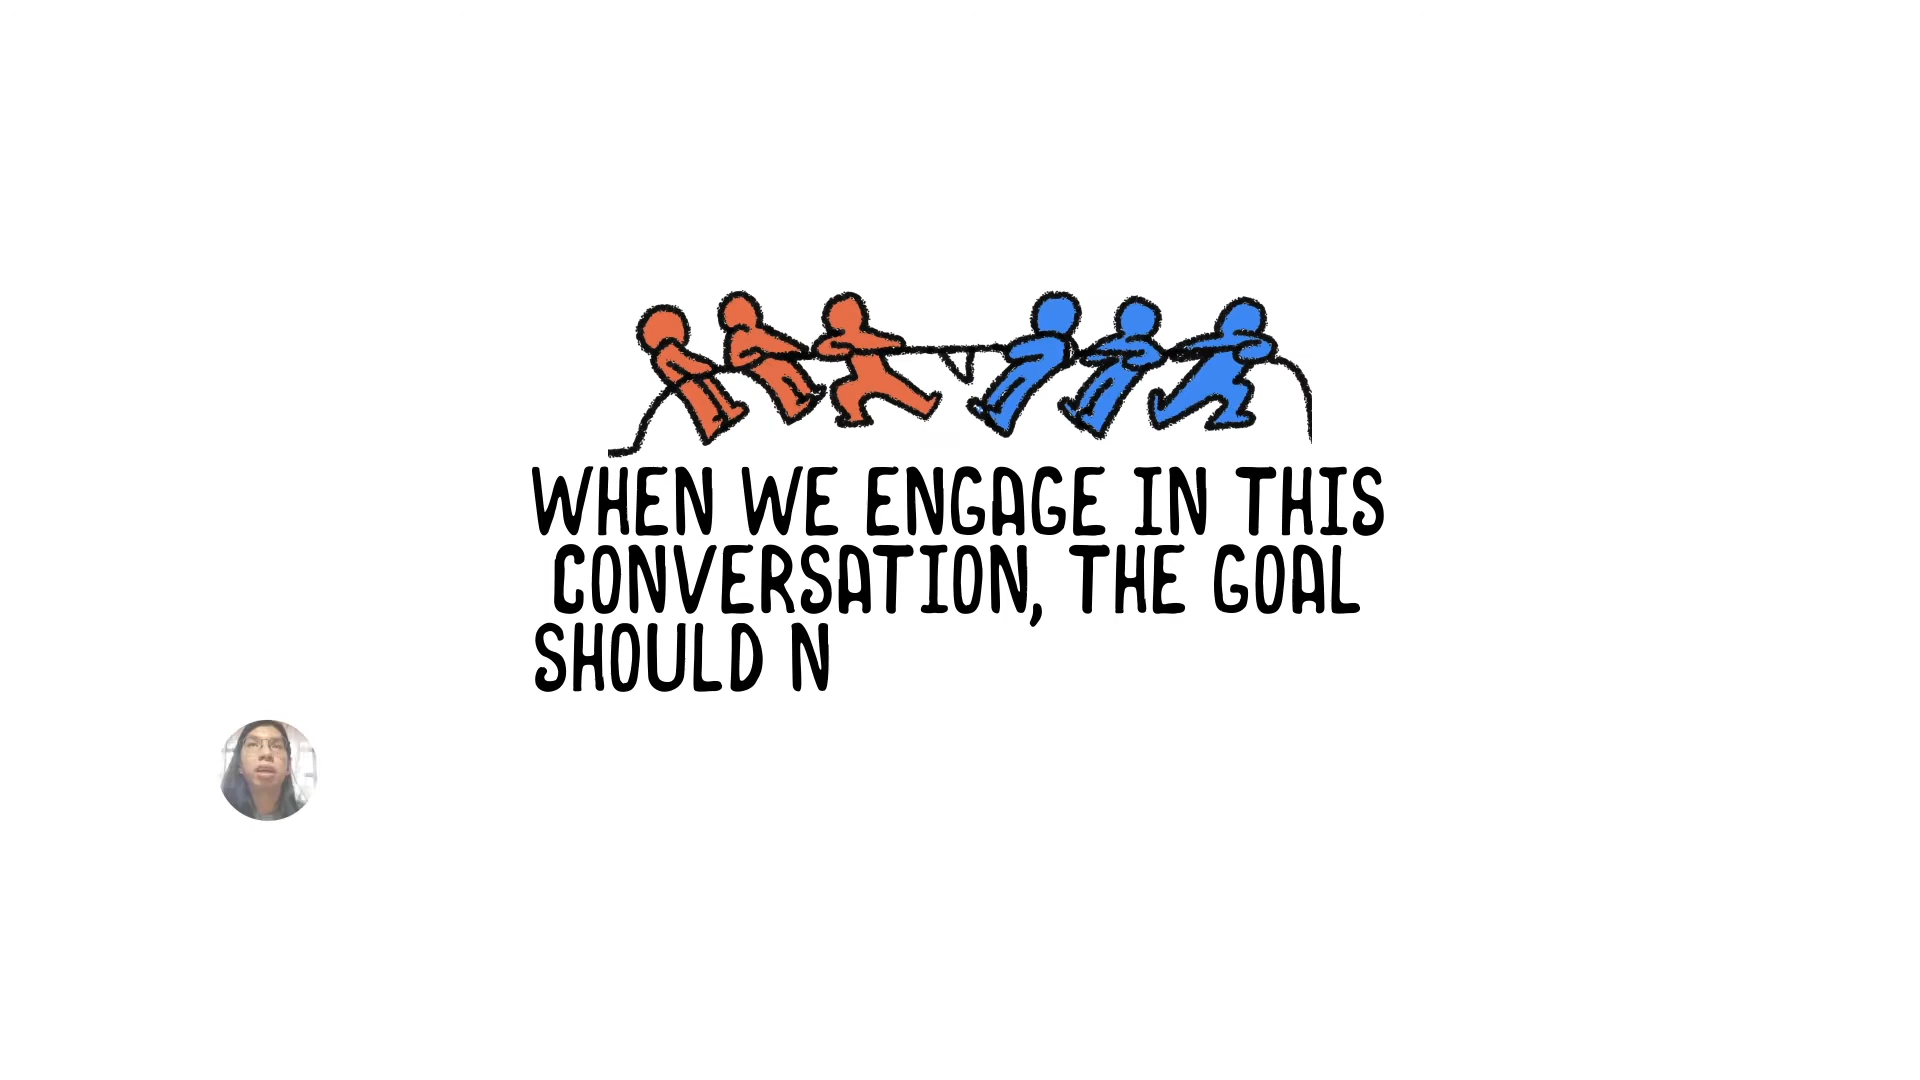 WHEN WE ENGAGE IN THIS
CONVERSATION, THE GOAL
SHOULD N